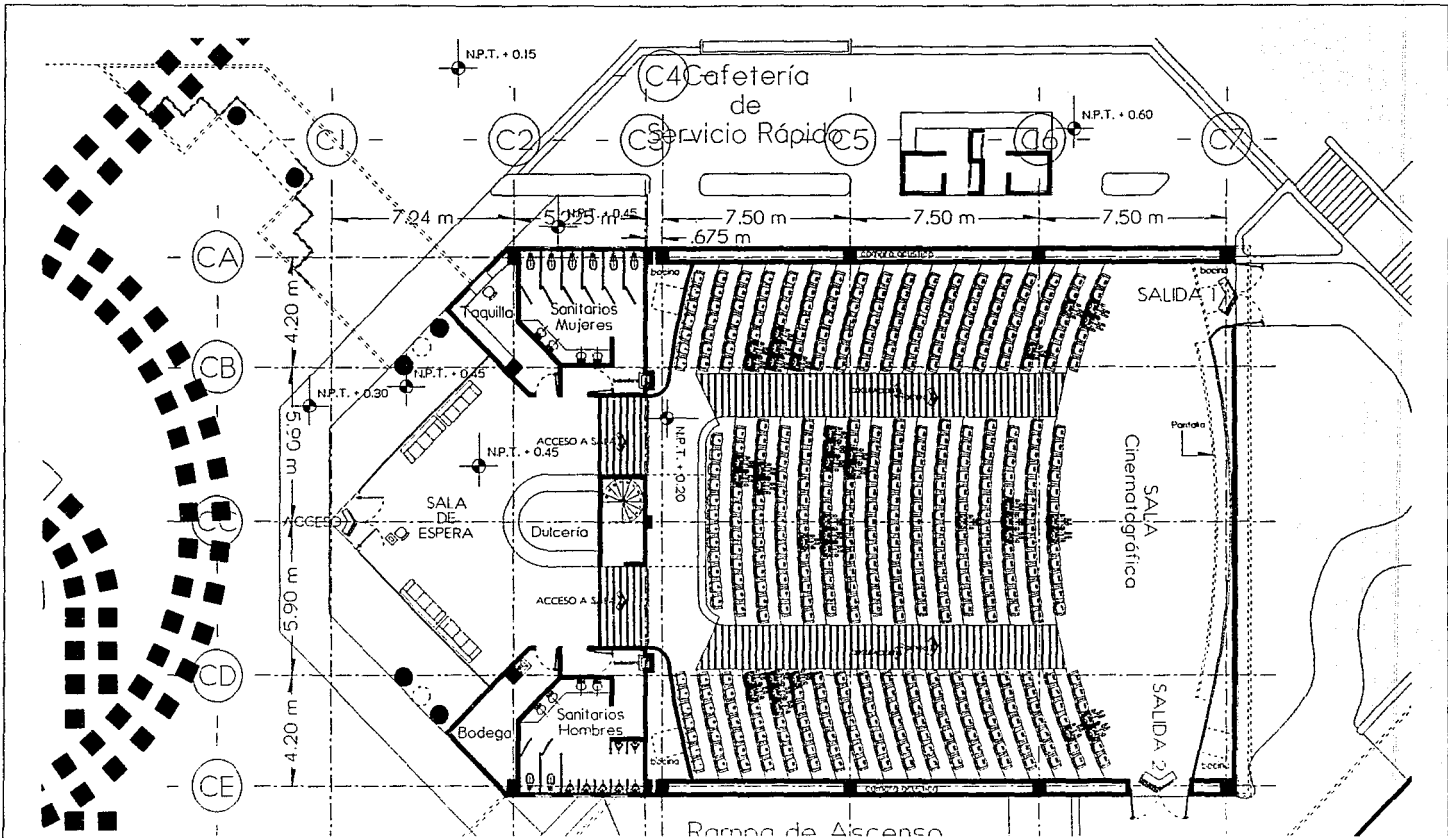 N.P.T. + 0.15
C4
Cafetería
de
Servicio Rápido
N.P.T. + 0.60
C1
C2
C3
C5
C6
C7
7.24 m
5.225 m
N.P.T. + 0.45
7.50 m
7.50 m
7.50 m
.675 m
CA
bocina
bocina
SALIDA 1
4.20 m
Taquilla
Sanitarios
Mujeres
CB
N.P.T. + 0.45
N.P.T. + 0.30
5.90 m
ACCESO A SALA
N.P.T. + 0.20
Pantalla
N.P.T. + 0.45
SALA
Cinematográfica
CC
ACCESO
SALA
DE
ESPERA
Dulcería
5.90 m
ACCESO A SALA
CD
SALIDA 2
4.20 m
Bodega
Sanitarios
Hombres
bocina
bocina
CE
Rampa de Ascenso